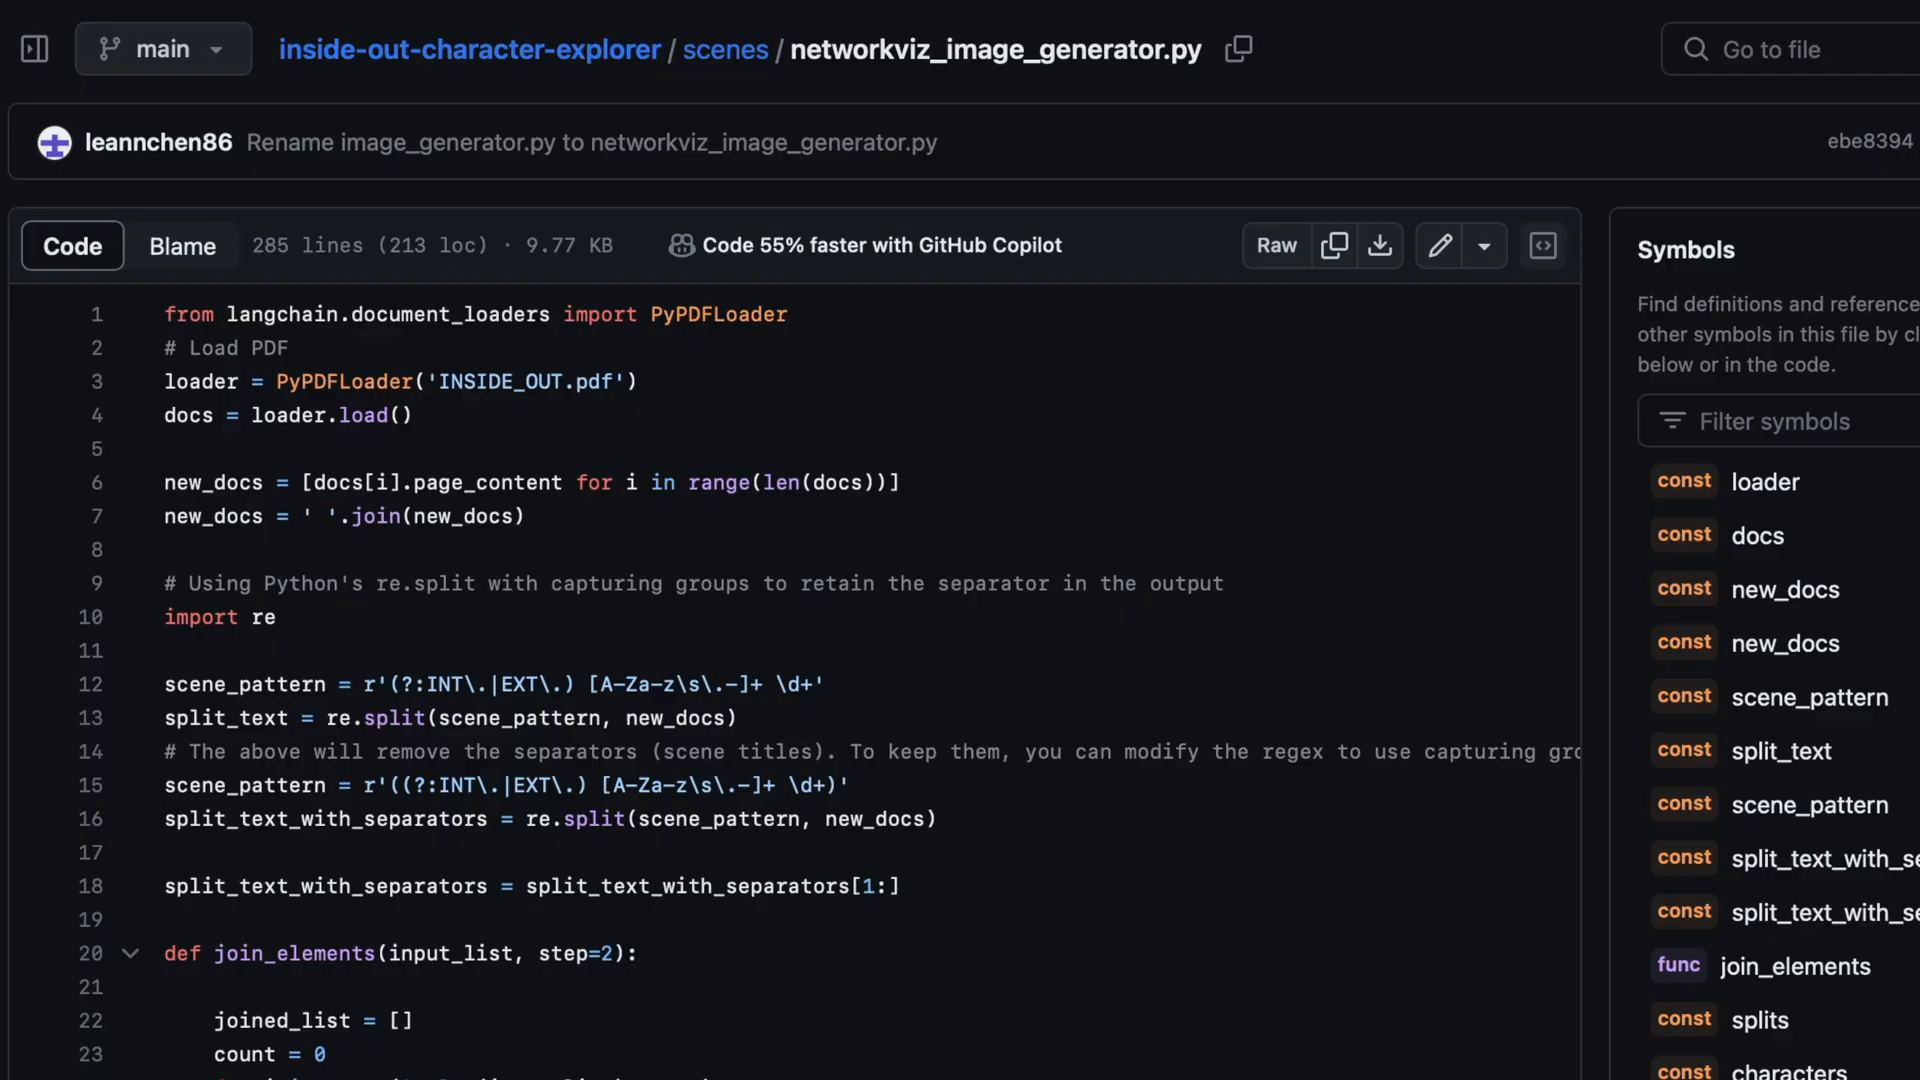 main
inside-out-character-explorer / scenes / networkviz_image_generator.py
Go to file
leannchen86 Rename image_generator.py to networkviz_image_generator.py
ebe8394
Code Blame 285 lines (213 loc) · 9.77 KB Code 55% faster with GitHub Copilot Raw
1 from langchain.document_loaders import PyPDFLoader
2 # Load PDF
3 loader = PyPDFLoader('INSIDE_OUT.pdf')
4 docs = loader.load()
5
6 new_docs = [docs[i].page_content for i in range(len(docs))]
7 new_docs = ' '.join(new_docs)
8
9 # Using Python's re.split with capturing groups to retain the separator in the output
10 import re
11
12 scene_pattern = r'(?:INT\.|EXT\.) [A-Za-z\s\.-]+ \d+'
13 split_text = re.split(scene_pattern, new_docs)
14 # The above will remove the separators (scene titles). To keep them, you can modify the regex to use capturing gro
15 scene_pattern = r'((?:INT\.|EXT\.) [A-Za-z\s\.-]+ \d+)'
16 split_text_with_separators = re.split(scene_pattern, new_docs)
17
18 split_text_with_separators = split_text_with_separators[1:]
19
20 def join_elements(input_list, step=2):
21
22 joined_list = []
23 count = 0
Symbols
Find definitions and reference
other symbols in this file by cl
below or in the code.
Filter symbols
const loader
const docs
const new_docs
const new_docs
const scene_pattern
const split_text
const scene_pattern
const split_text_with_se
const split_text_with_se
func join_elements
const splits
const characters